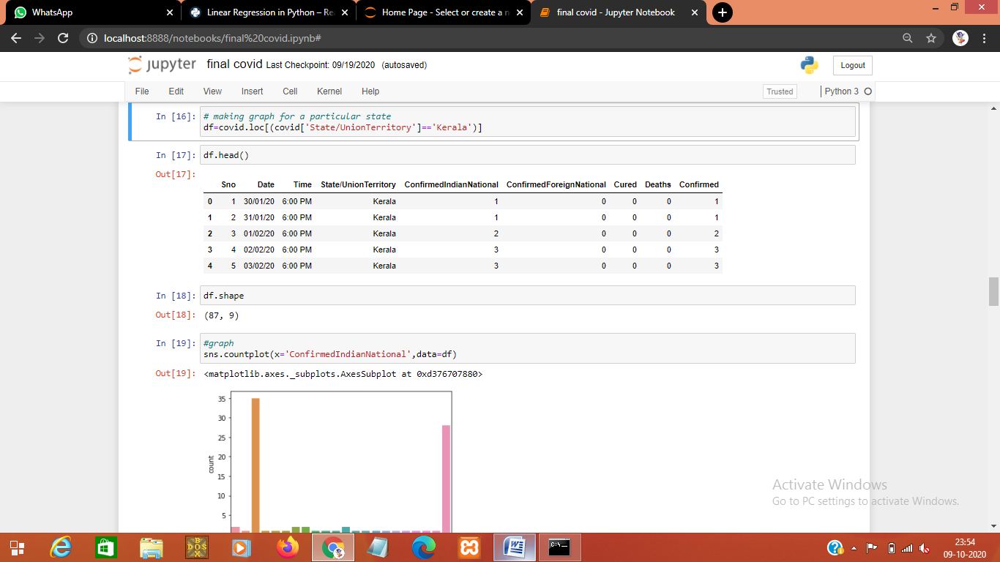 WhatsApp
Linear Regression in Python – Re
Home Page - Select or create a n
final covid - Jupyter Notebook
localhost:8888/notebooks/final%20covid.ipynb#
jupyter final covid Last Checkpoint: 09/19/2020 (autosaved)
Logout
File Edit View Insert Cell Kernel Help
Trusted
Python 3
In [16]: # making graph for a particular state
df=covid.loc[(covid['State/UnionTerritory']=='Kerala')]
In [17]: df.head()
Out[17]:
Sno Date Time State/UnionTerritory ConfirmedIndianNational ConfirmedForeignNational Cured Deaths Confirmed
0 1 30/01/20 6:00 PM Kerala 1 0 0 0 1
1 2 31/01/20 6:00 PM Kerala 1 0 0 0 1
2 3 01/02/20 6:00 PM Kerala 2 0 0 0 2
3 4 02/02/20 6:00 PM Kerala 3 0 0 0 3
4 5 03/02/20 6:00 PM Kerala 3 0 0 0 3
In [18]: df.shape
Out[18]: (87, 9)
In [19]: #graph
sns.countplot(x='ConfirmedIndianNational',data=df)
Out[19]: <matplotlib.axes._subplots.AxesSubplot at 0xd376707880>
35
30
25
20
15
10
5
count
Activate Windows
Go to PC settings to activate Windows.
DOS
BOX
C:\_
23:54
09-10-2020